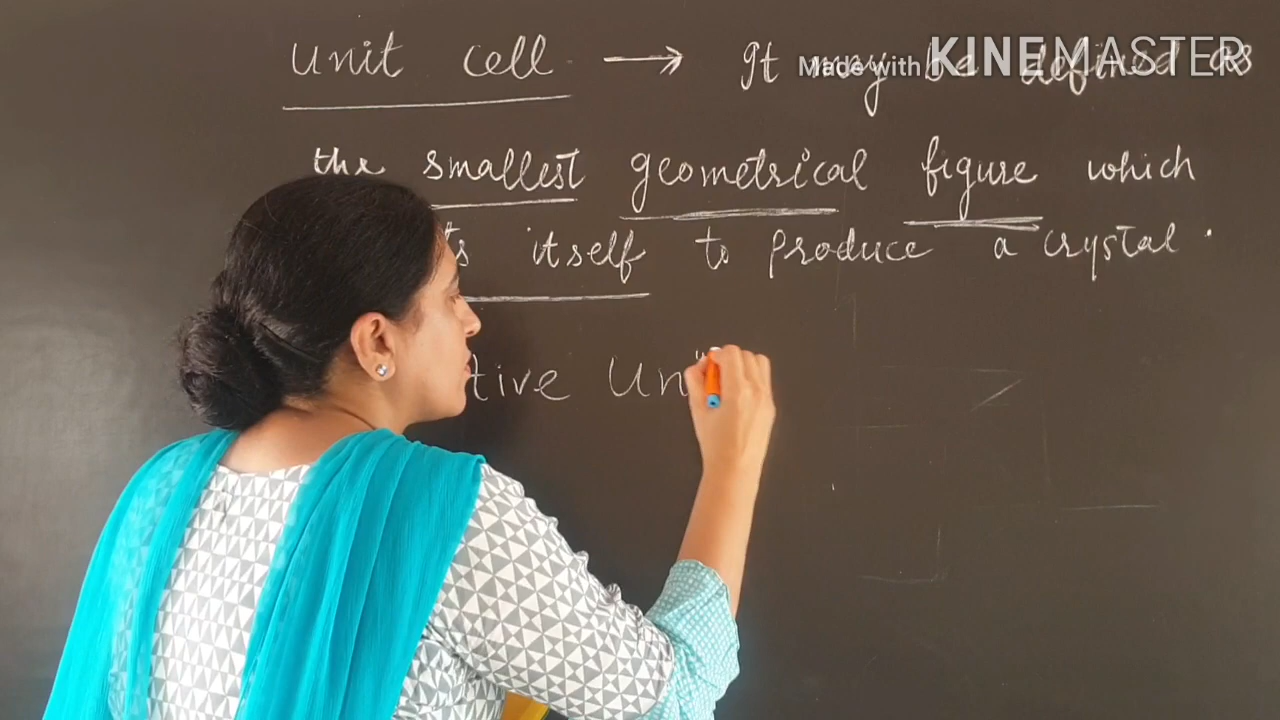 Unit cell → It may be defined as
Made with KINEMASTER
the smallest geometrical figure which
itself to produce a crystal.
tive Un